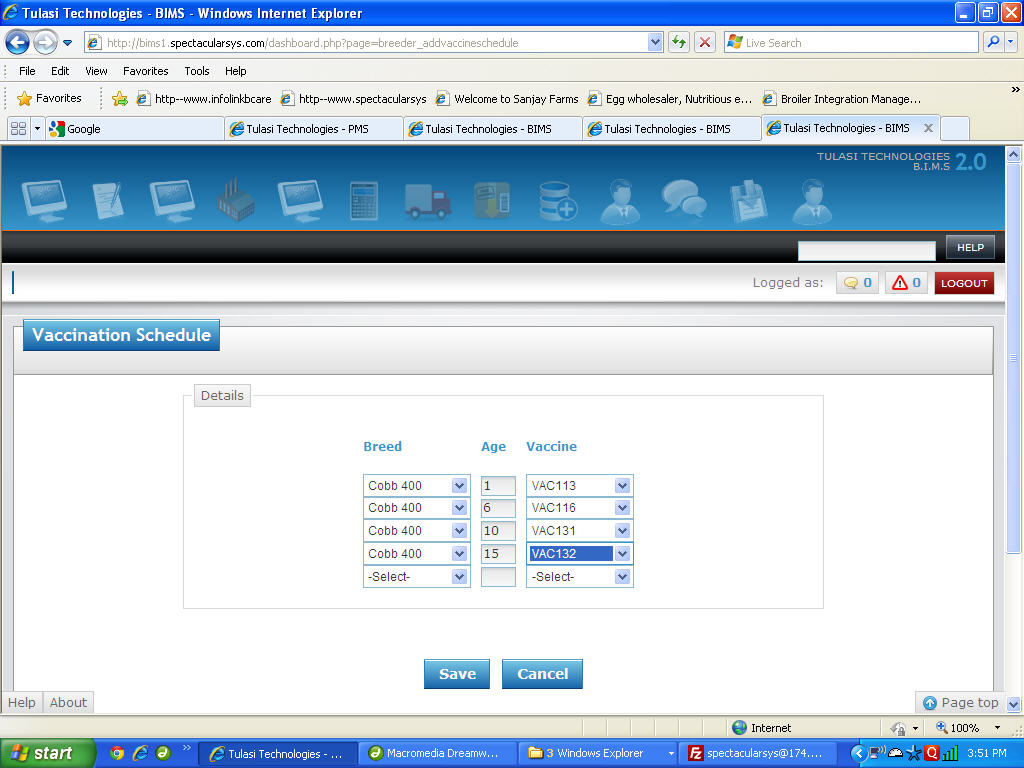 Tulasi Technologies - BIMS - Windows Internet Explorer
http://bims1.spectacularsys.com/dashboard.php?page=breeder_addvaccineschedule
Live Search
File Edit View Favorites Tools Help
Favorites http--www.infolinkbcare http--www.spectacularsys Welcome to Sanjay Farms Egg wholesaler, Nutritious e... Broiler Integration Manage... »
Google Tulasi Technologies - PMS Tulasi Technologies - BIMS Tulasi Technologies - BIMS Tulasi Technologies - BIMS X
TULASI TECHNOLOGIES 2.0
B.I.M.S
HELP
Logged as: 0 0 LOGOUT
Vaccination Schedule
Details
Breed Age Vaccine
Cobb 400 1 VAC113
Cobb 400 6 VAC116
Cobb 400 10 VAC131
Cobb 400 15 VAC132
-Select- -Select-
Save Cancel
Help About Page top
Internet 100%
start » Tulasi Technologies - ... Macromedia Dreamw... 3 Windows Explorer spectacularsys@174.... 3:51 PM